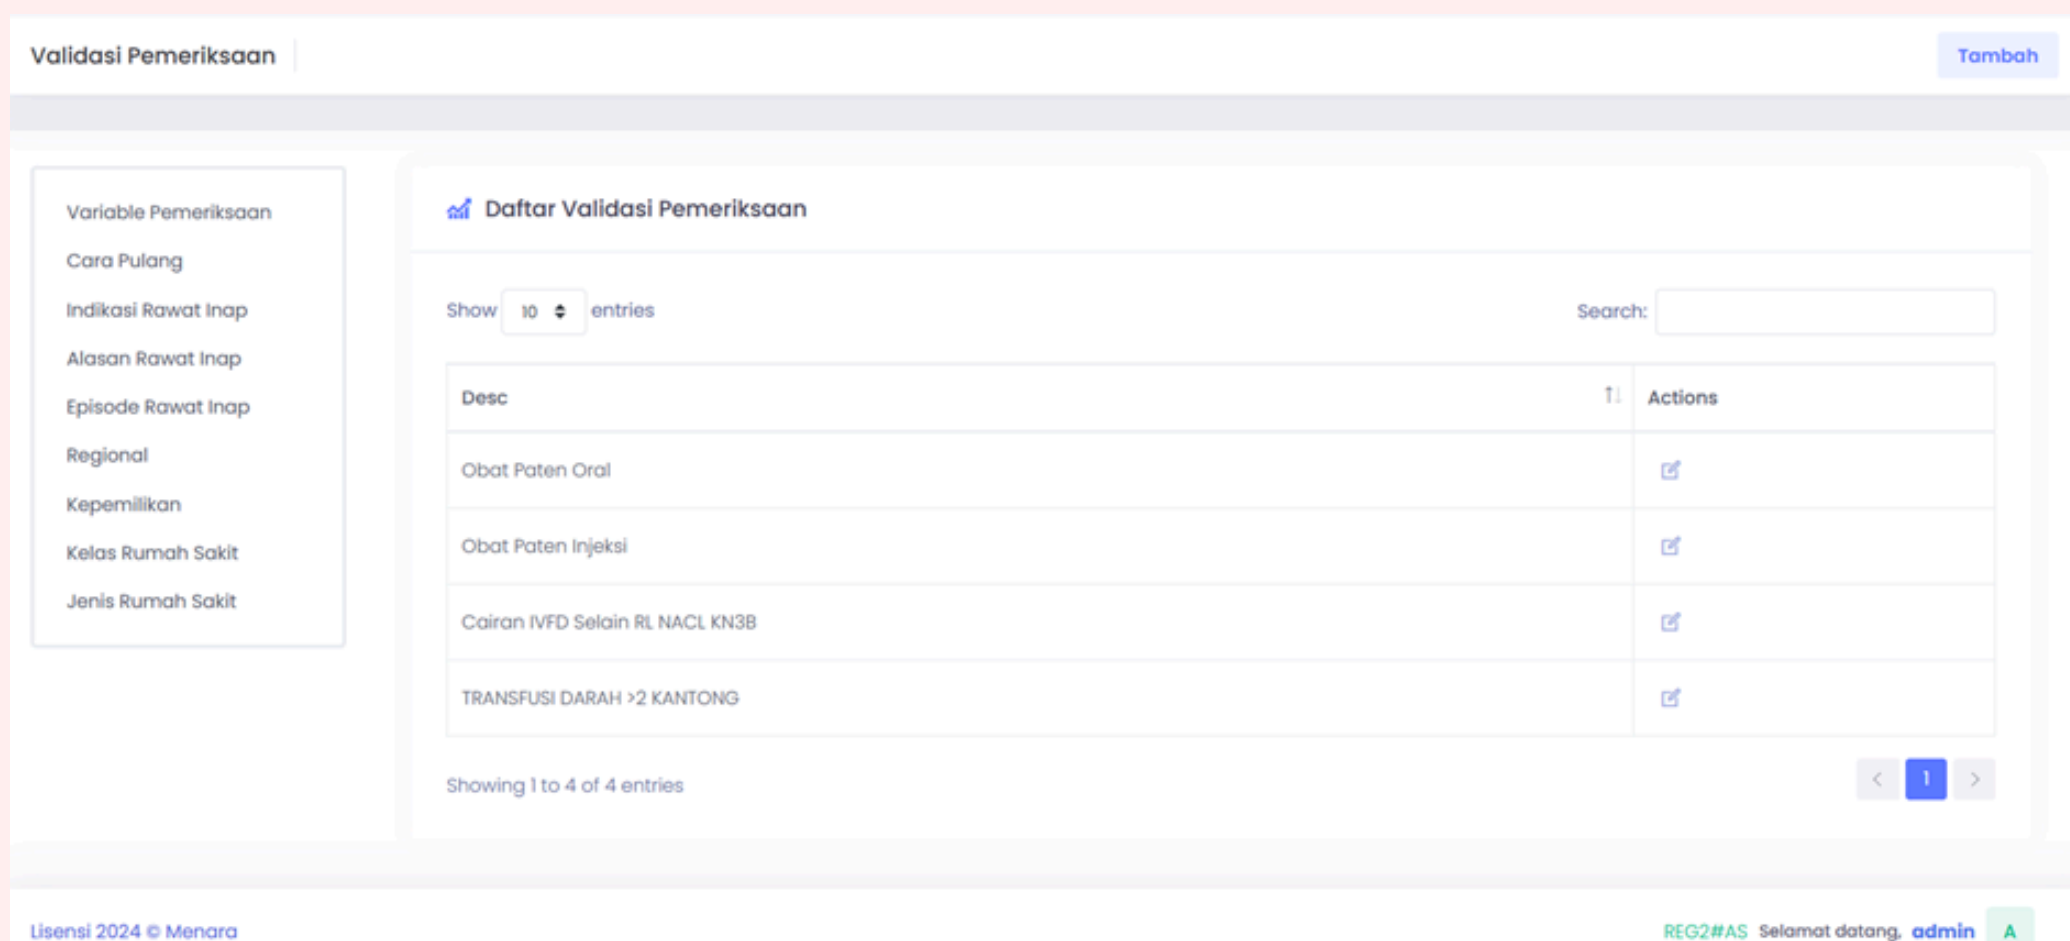 Validasi Pemeriksaan
Tambah
Variable Pemeriksaan
Cara Pulang
Indikasi Rawat Inap
Alasan Rawat Inap
Episode Rawat Inap
Regional
Kepemilikan
Kelas Rumah Sakit
Jenis Rumah Sakit
Daftar Validasi Pemeriksaan
Show 10 entries
Search:
Desc Actions
Obat Paten Oral
Obat Paten Injeksi
Cairan IVFD Selain RL NACL KN3B
TRANSFUSI DARAH >2 KANTONG
Showing 1 to 4 of 4 entries
< 1 >
Lisensi 2024 © Menara
REG2#AS Selamat datang, admin A